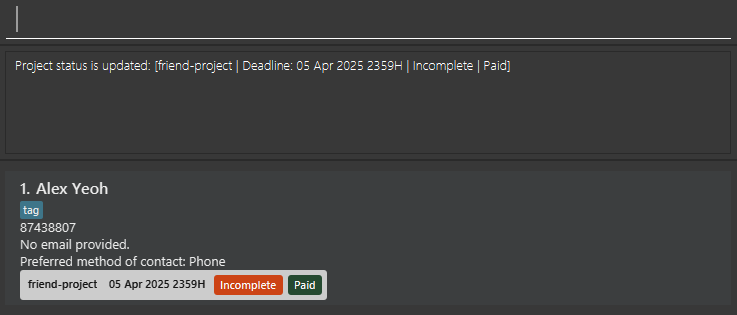 Project status is updated: [friend-project | Deadline: 05 Apr 2025 2359H | Incomplete | Paid]
1. Alex Yeoh
tag
87438807
No email provided.
Preferred method of contact: Phone
friend-project 05 Apr 2025 2359H Incomplete Paid